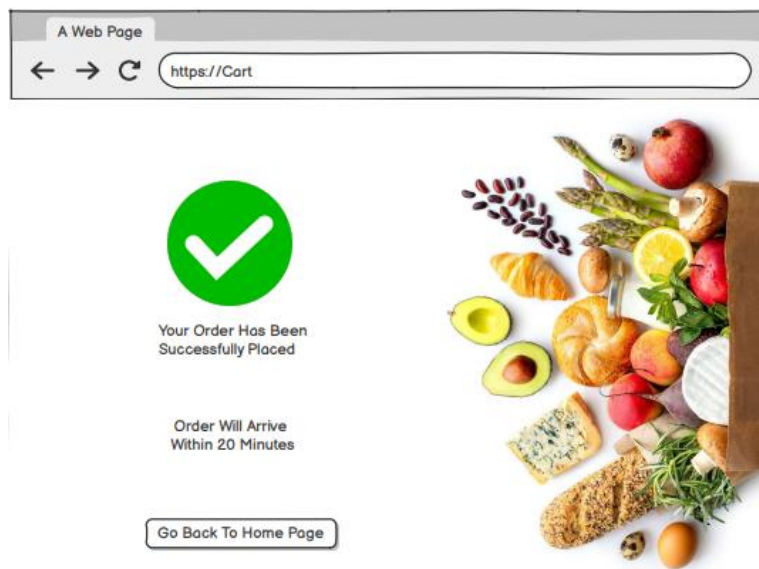 A Web Page
https://Cart
Your Order Has Been
Successfully Placed
Order Will Arrive
Within 20 Minutes
Go Back To Home Page